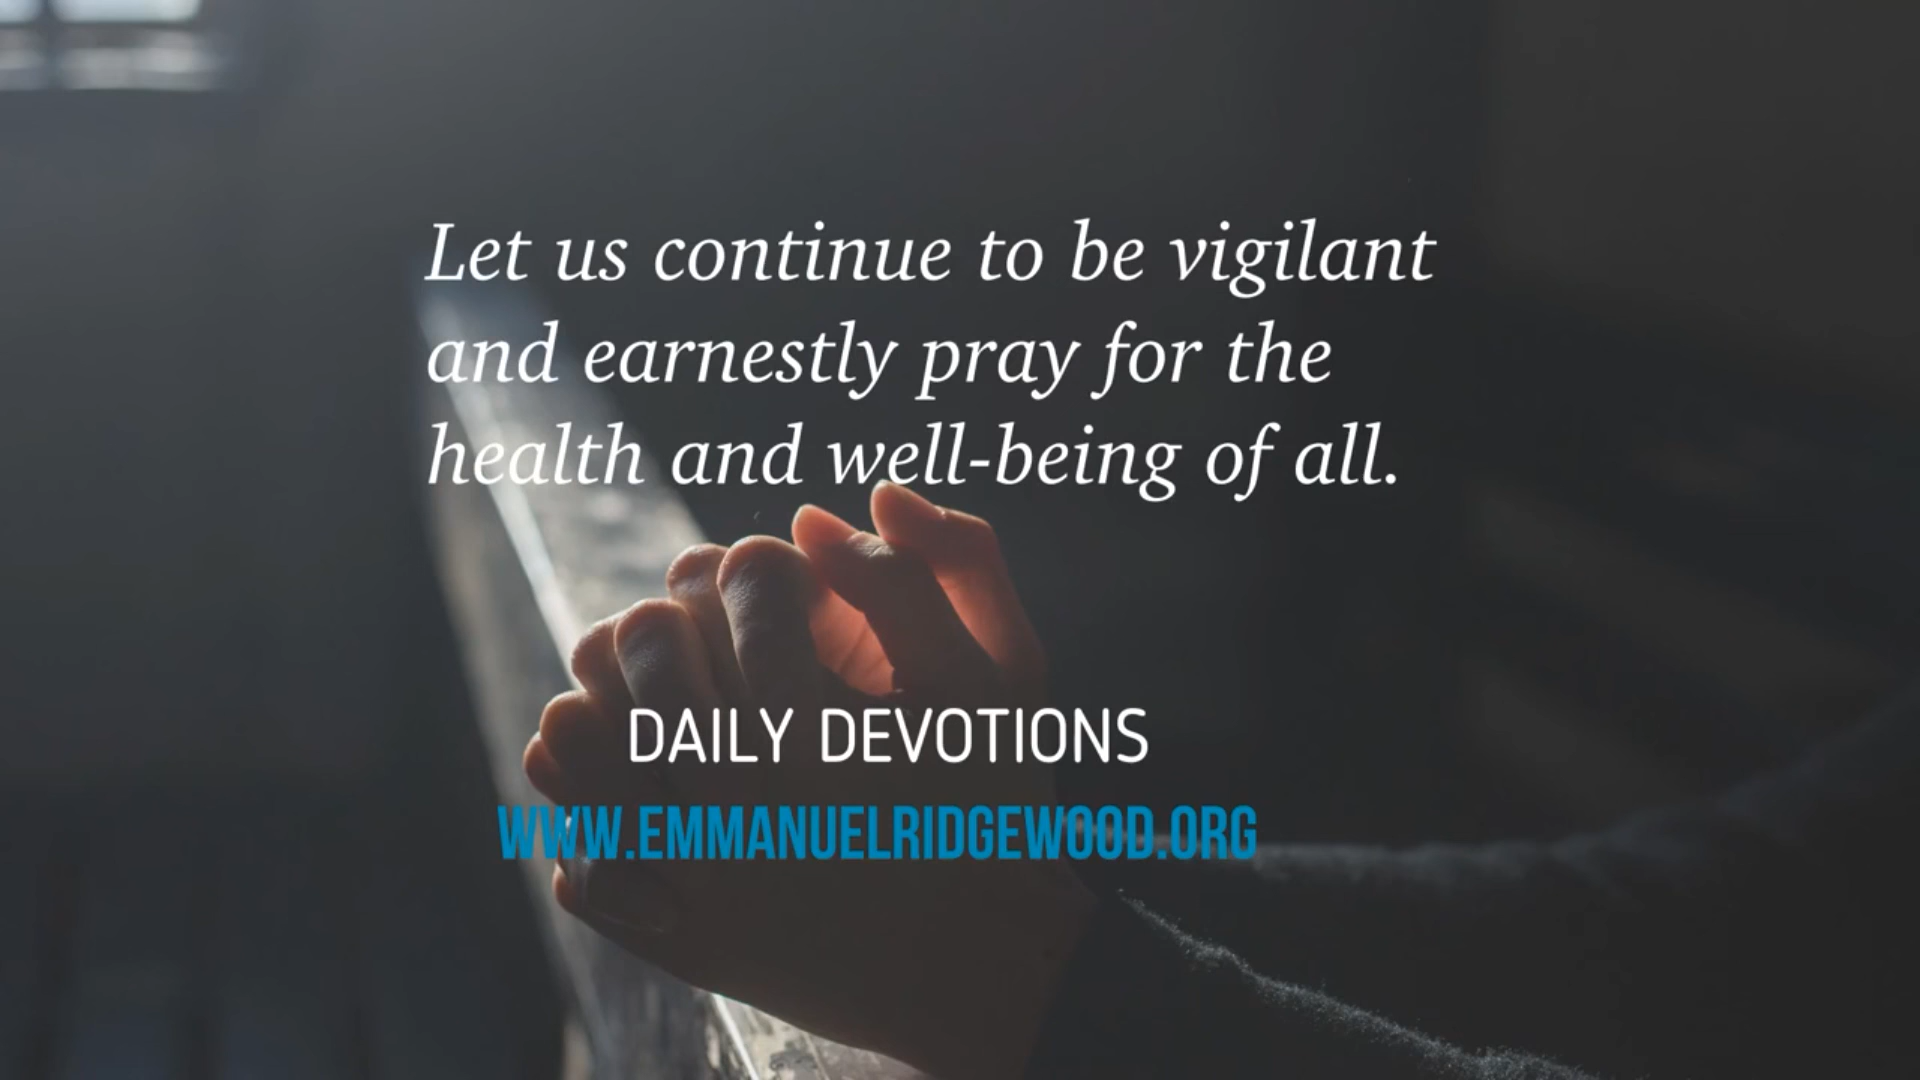 Let us continue to be vigilant
and earnestly pray for the
health and well-being of all.
DAILY DEVOTIONS
WWW.EMMANUELRIDGEWOOD.ORG